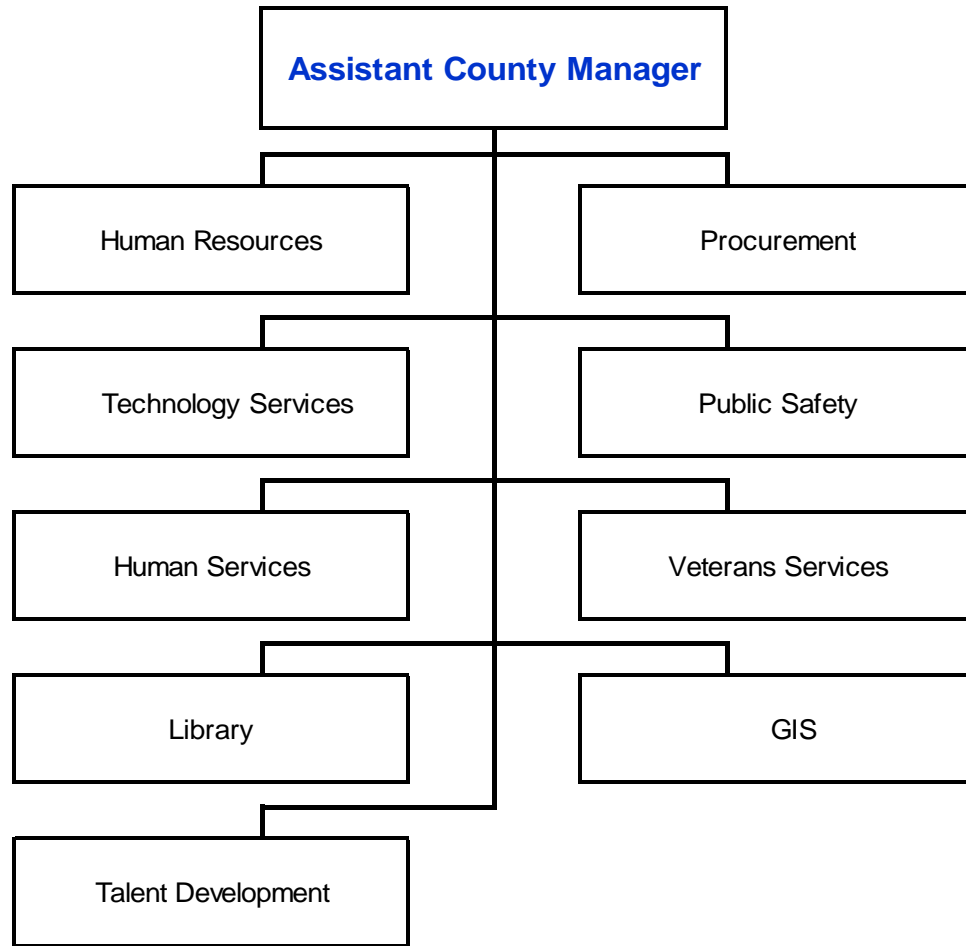 Assistant County Manager
Human Resources
Procurement
Technology Services
Public Safety
Human Services
Veterans Services
Library
GIS
Talent Development